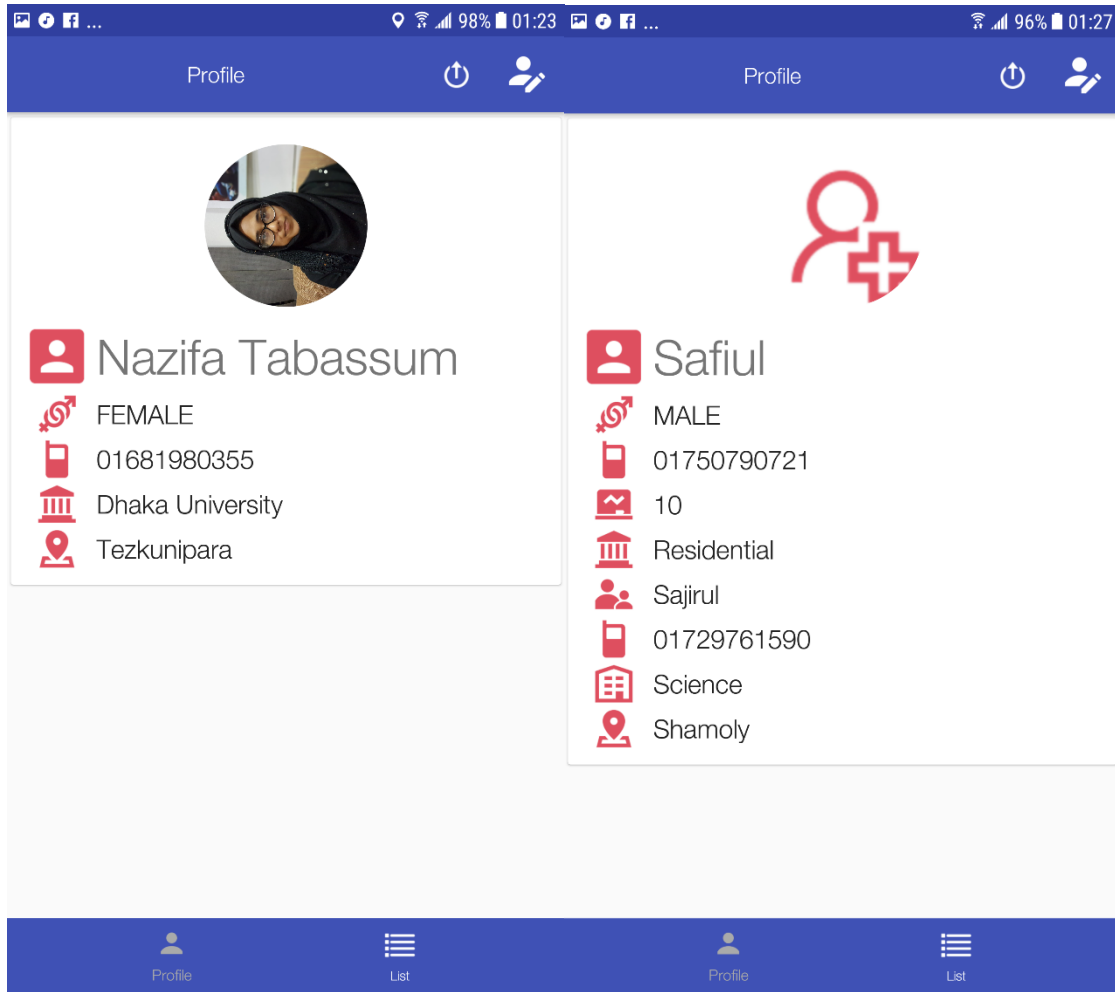 ... 98% 01:23
Profile
Nazifa Tabassum
FEMALE
01681980355
Dhaka University
Tezkunipara
Profile List
... 96% 01:27
Profile
Safiul
MALE
01750790721
10
Residential
Sajirul
01729761590
Science
Shamoly
Profile List